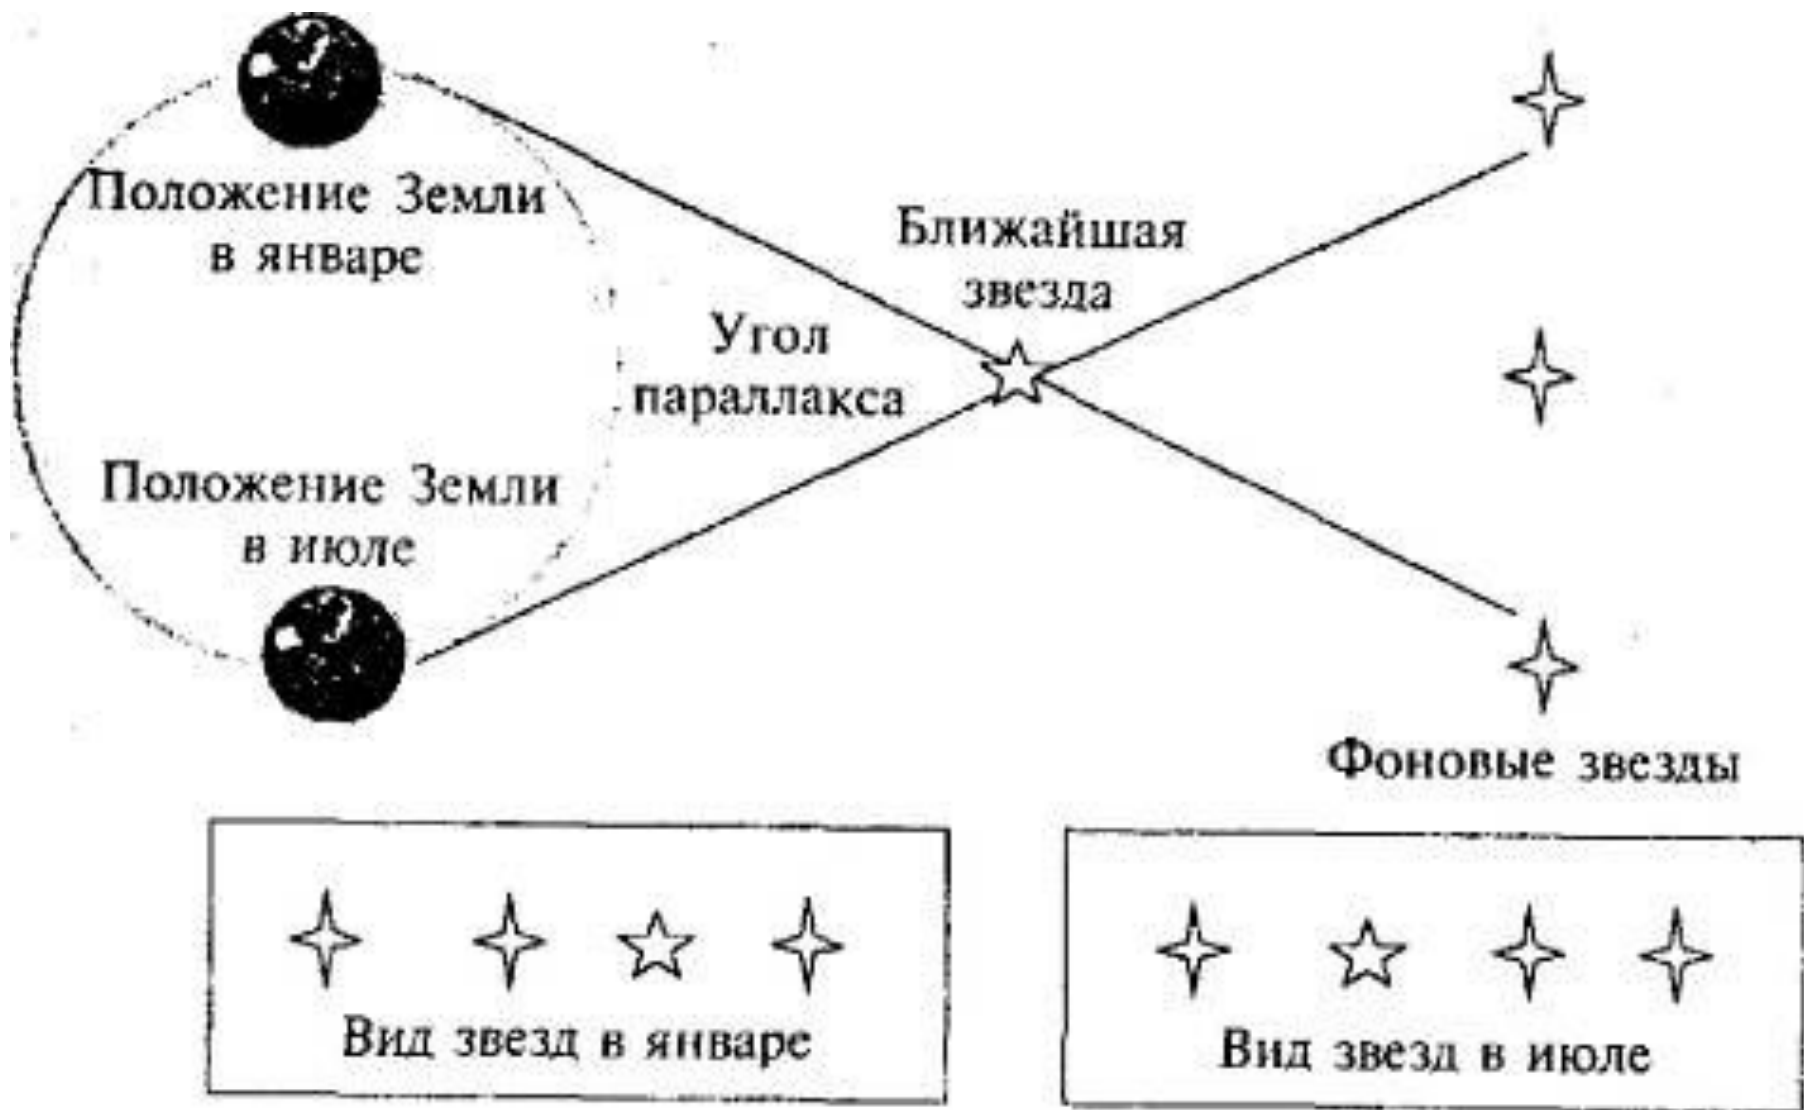 Положение Земли
в январе
Ближайшая
звезда
Угол
параллакса
Положение Земли
в июле
Фоновые звезды
Вид звезд в январе
Вид звезд в июле